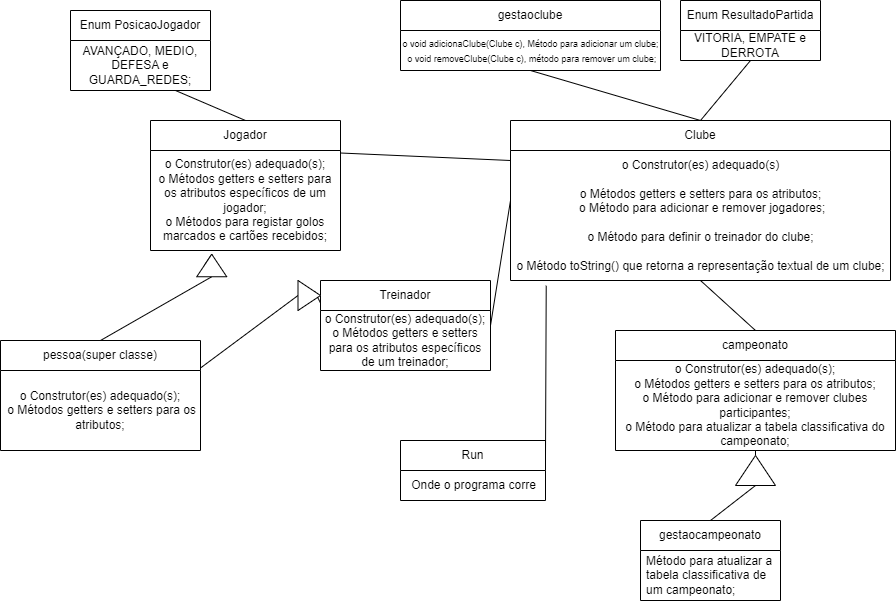 Enum PosicaoJogador
AVANÇADO, MEDIO,
DEFESA e
GUARDA_REDES;
gestaoclube
o void adicionaClube(Clube c), Método para adicionar um clube;
o void removeClube(Clube c), método para remover um clube;
Enum ResultadoPartida
VITORIA, EMPATE e
DERROTA
Jogador
o Construtor(es) adequado(s);
o Métodos getters e setters para
os atributos específicos de um
jogador;
o Métodos para registar golos
marcados e cartões recebidos;
Clube
o Construtor(es) adequado(s)
o Métodos getters e setters para os atributos;
o Método para adicionar e remover jogadores;
o Método para definir o treinador do clube;
o Método toString() que retorna a representação textual de um clube;
Treinador
o Construtor(es) adequado(s);
o Métodos getters e setters
para os atributos específicos
de um treinador;
pessoa(super classe)
o Construtor(es) adequado(s);
o Métodos getters e setters para os
atributos;
campeonato
o Construtor(es) adequado(s);
o Métodos getters e setters para os atributos;
o Método para adicionar e remover clubes
participantes;
o Método para atualizar a tabela classificativa do
campeonato;
Run
Onde o programa corre
gestaocampeonato
Método para atualizar a
tabela classificativa de
um campeonato;